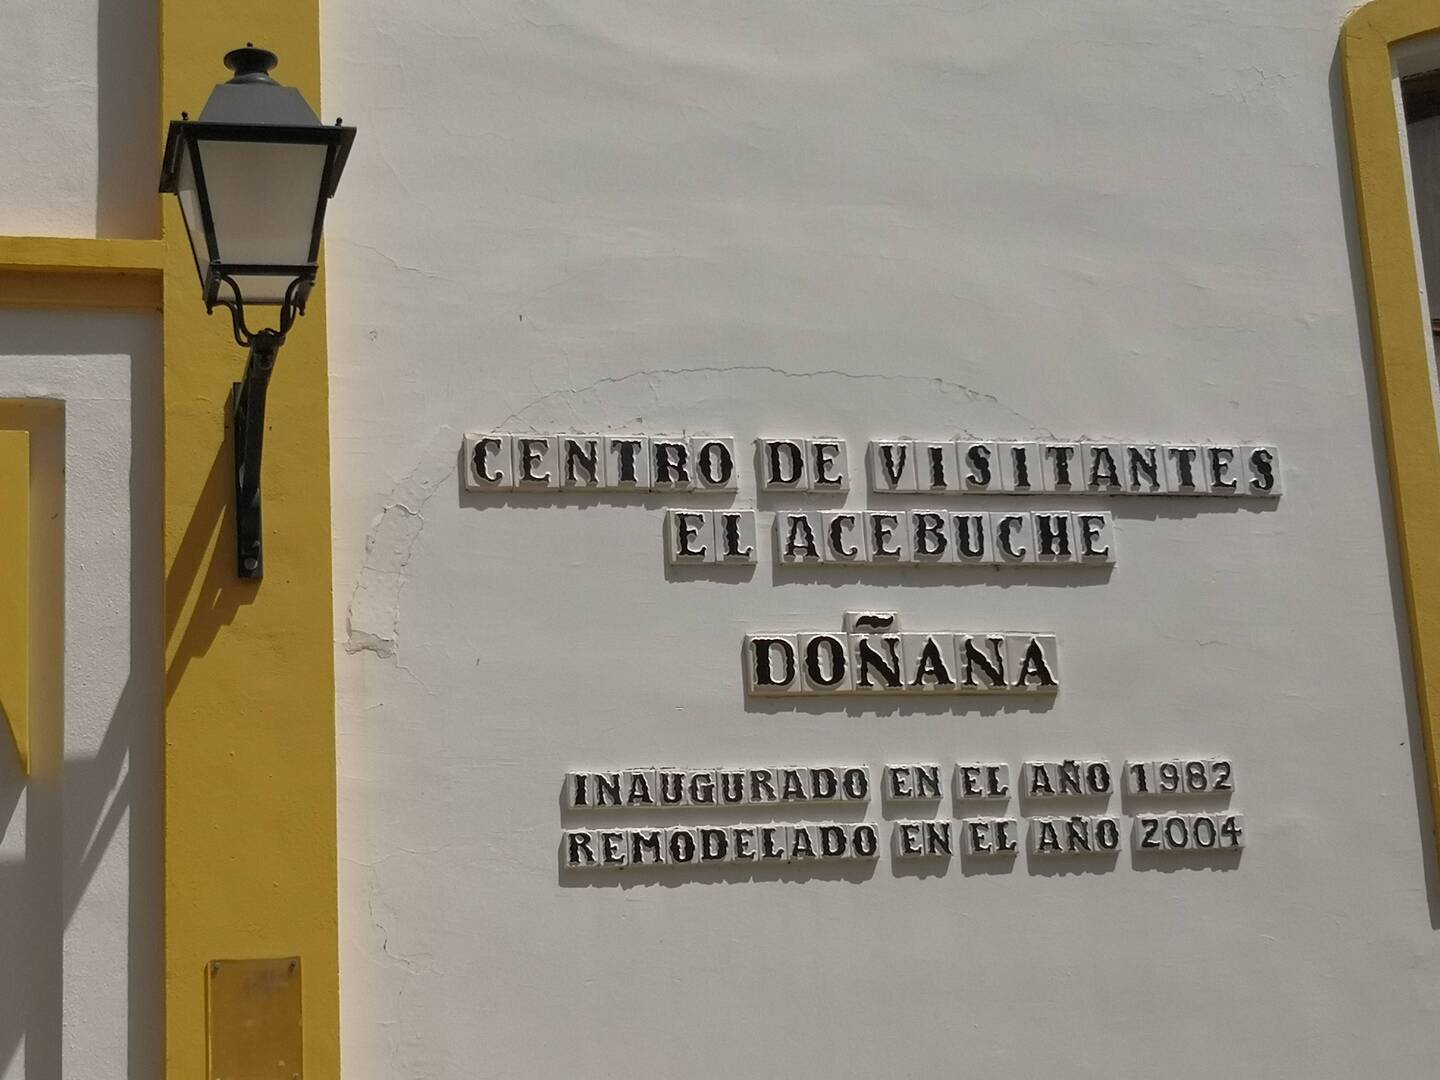 CENTRO DE VISITANTES
EL ACEBUCHE
DOÑANA
INAUGURADO EN EL AÑO 1982
REMODELADO EN EL AÑO 2004